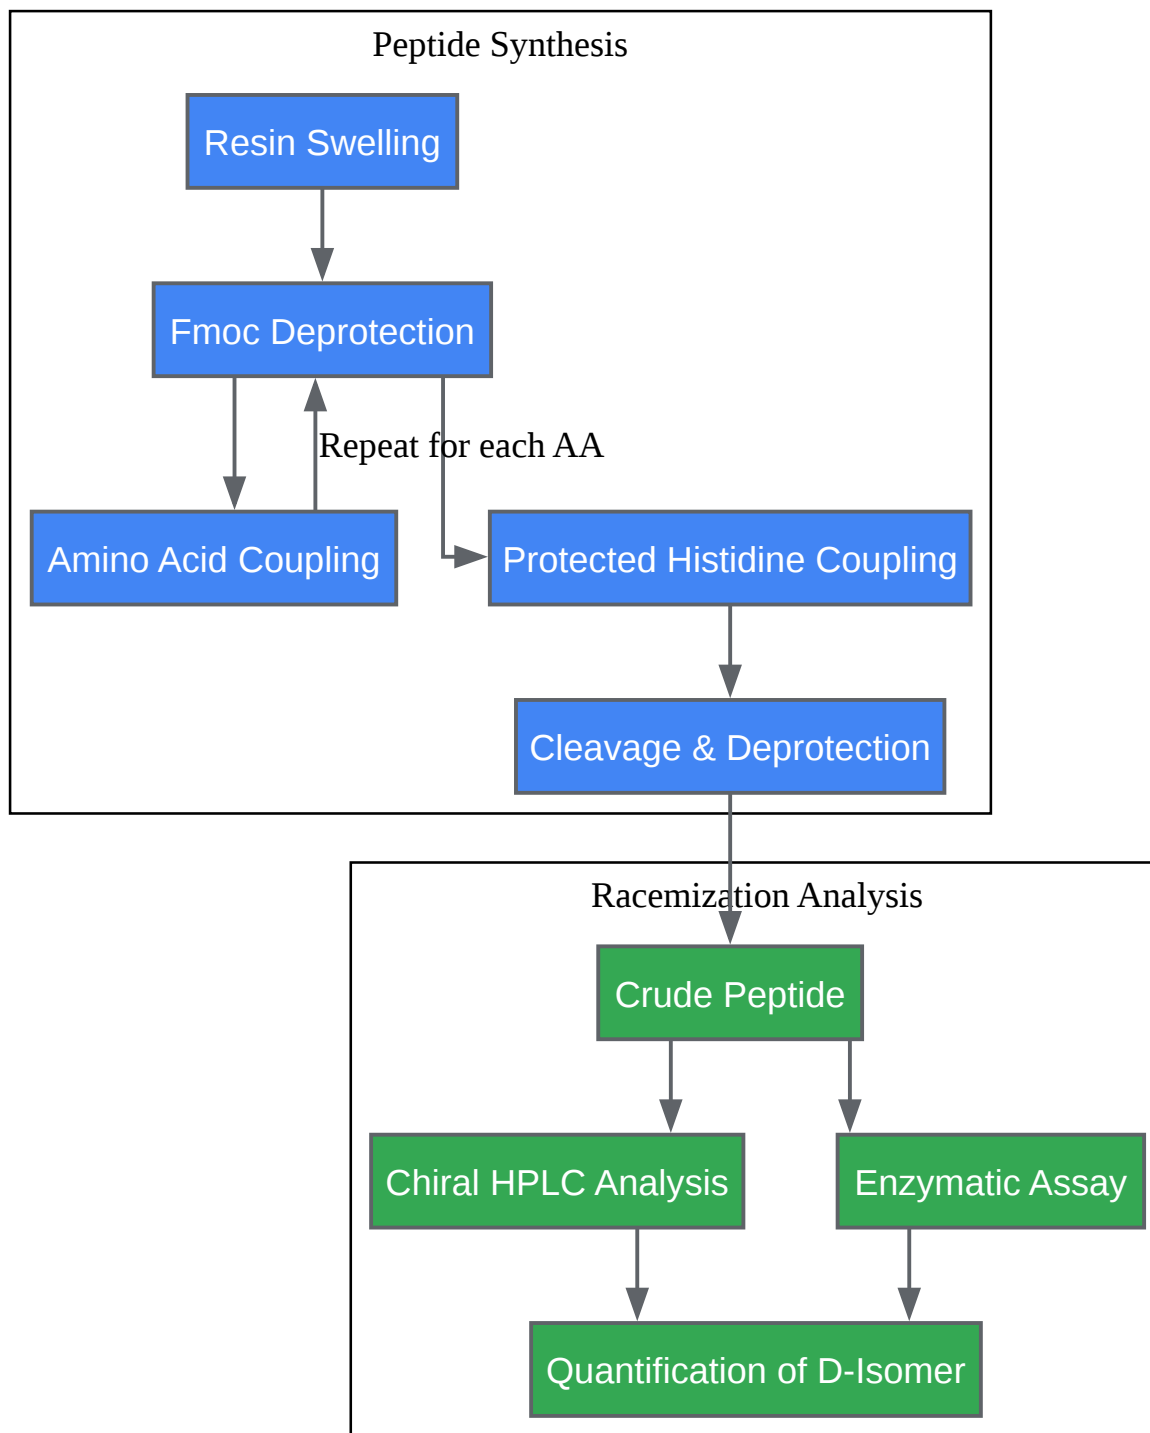 Peptide Synthesis
Resin Swelling
Fmoc Deprotection
Repeat for each AA
Amino Acid Coupling
Protected Histidine Coupling
Cleavage & Deprotection
Racemization Analysis
Crude Peptide
Chiral HPLC Analysis
Enzymatic Assay
Quantification of D-Isomer